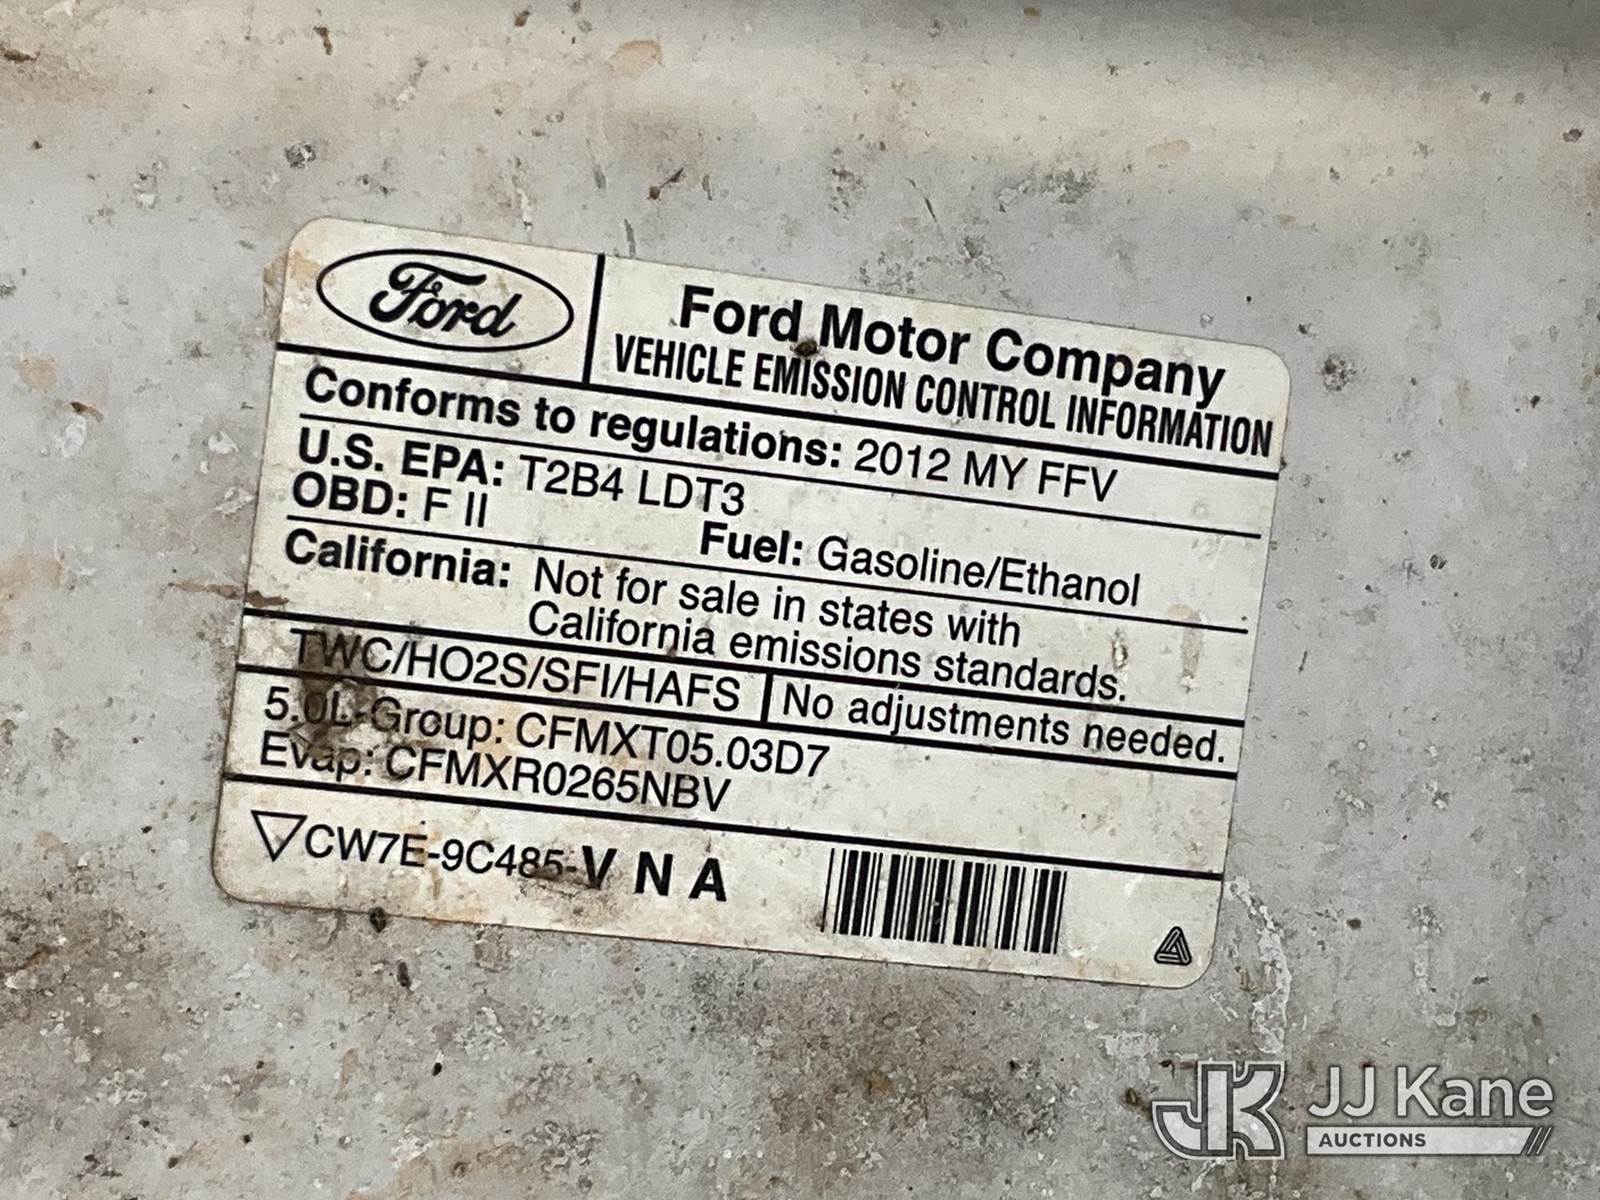 Ford
Ford Motor Company
VEHICLE EMISSION CONTROL INFORMATION
Conforms to regulations: 2012 MY FFV
U.S. EPA: T2B4 LDT3
OBD: F II
Fuel: Gasoline/Ethanol
California: Not for sale in states with
California emissions standards.
TWC/HO2S/SFI/HAFS
No adjustments needed.
5.0L-Group: CFMXT05.03D7
Evap: CFMXR0265NBV
CW7E-9C485-V N A
JK JJ Kane
AUCTIONS